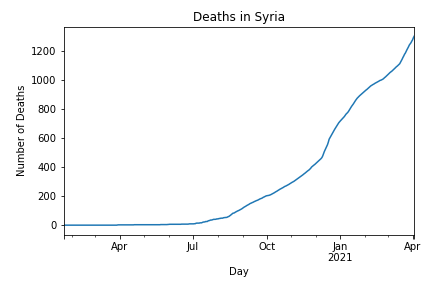 Deaths in Syria
Number of Deaths
1200
1000
800
600
400
200
0
Apr
Jul
Oct
Jan
2021
Apr
Day